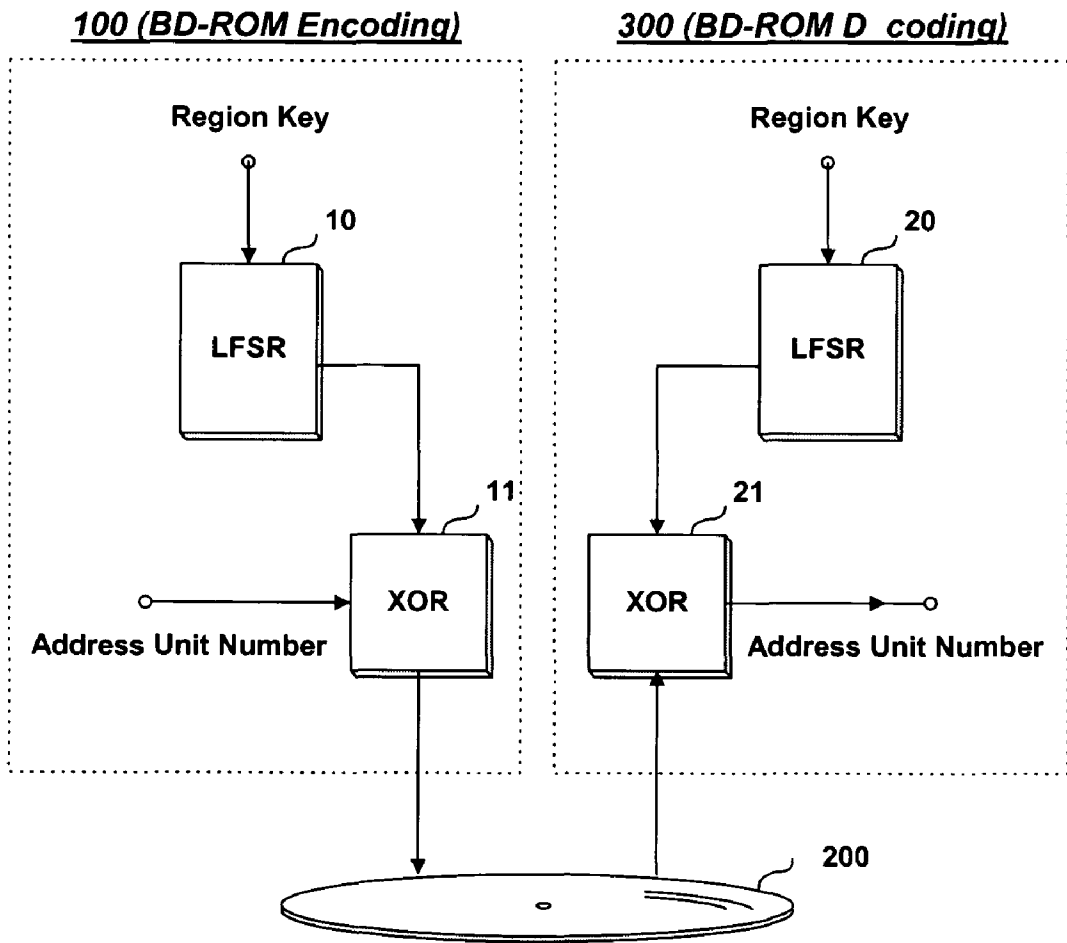 100 (BD-ROM Encoding)
300 (BD-ROM D coding)
Region Key
Region Key
10
20
LFSR
LFSR
11
21
XOR
XOR
Address Unit Number
Address Unit Number
200